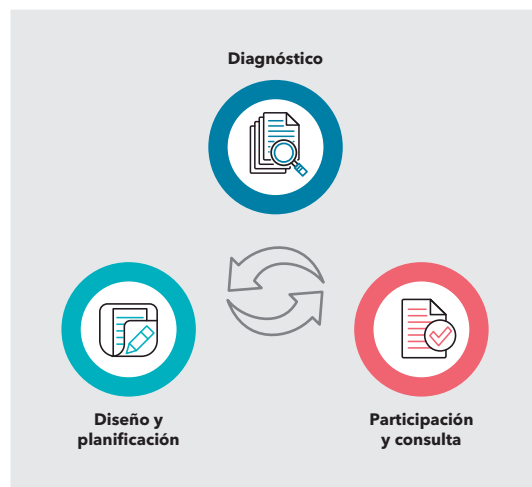 Diagnóstico
Diseño y
planificación
Participación
y consulta